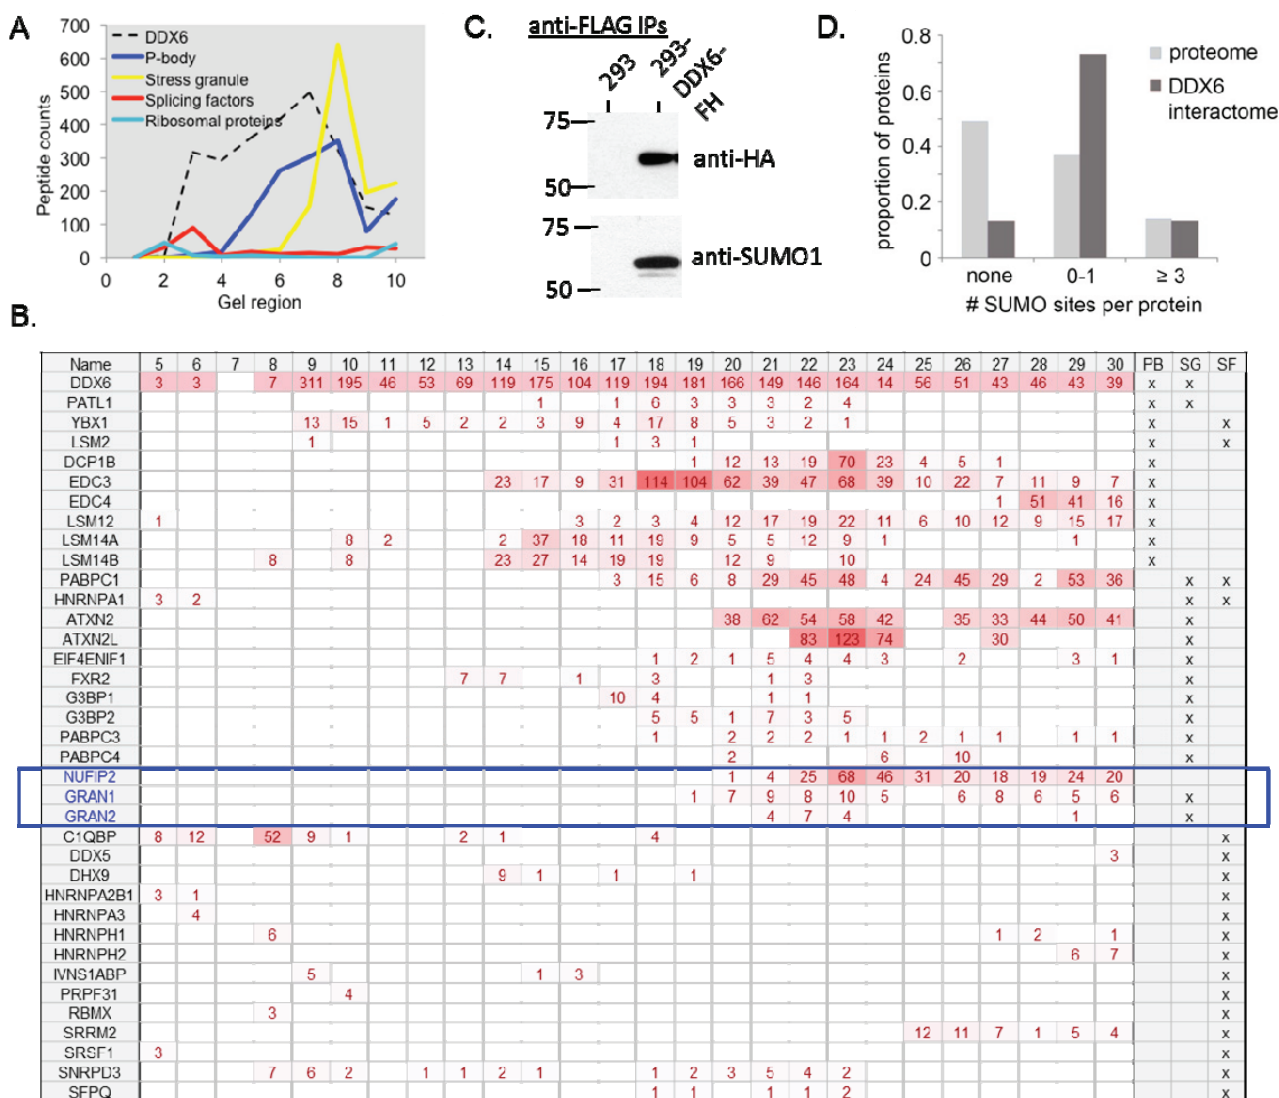 A
700
600
500
400
300
200
100
0
Peptide counts
DDX6
P-body
Stress granule
Splicing factors
Ribosomal proteins
0 2 4 6 8 10
Gel region
C.
anti-FLAG IPs
293
293-
DDX6-
FH
75
50
anti-HA
75
50
anti-SUMO1
D.
0.8
0.6
0.4
0.2
0
proportion of proteins
proteome
DDX6
interactome
none 0-1 ≥ 3
# SUMO sites per protein
B.
Name 5 6 7 8 9 10 11 12 13 14 15 16 17 18 19 20 21 22 23 24 25 26 27 28 29 30 PB SG SF
DDX6 3 3 7 311 195 46 53 69 119 175 104 119 194 181 166 149 146 164 14 56 51 43 46 43 39 x x
PATL1 1 1 6 3 3 3 2 4 x x
YBX1 13 15 1 5 2 2 3 9 4 17 8 5 3 2 1 x x
LSM2 1 1 3 1 x x
DCP1B 1 12 13 19 70 23 4 5 1 x
EDC3 23 17 9 31 114 104 62 39 47 68 39 10 22 7 11 9 7 x
EDC4 1 51 41 16 x
LSM12 1 3 2 3 4 12 17 19 22 11 6 10 12 9 15 17 x
LSM14A 8 2 2 37 18 11 19 9 5 5 12 9 1 1 x
LSM14B 8 8 23 27 14 19 19 12 9 10 x
PABPC1 3 15 6 8 29 45 48 4 24 45 29 2 53 36 x x
HNRNPA1 3 2 x x
ATXN2 38 62 54 58 42 35 33 44 50 41 x
ATXN2L 83 123 74 30 x
EIF4ENIF1 1 2 1 5 4 4 3 2 3 1 x
FXR2 7 7 1 3 1 3 x
G3BP1 10 4 1 1 x
G3BP2 5 5 1 7 3 5 x
PABPC3 1 2 2 2 1 1 2 1 1 1 1 x
PABPC4 2 6 10 x
NUFIP2 1 4 25 68 46 31 20 18 19 24 20
GRAN1 1 7 9 8 10 5 6 8 6 5 6 x
GRAN2 4 7 4 1 x
C1QBP 8 12 52 9 1 2 1 4 x
DDX5 3 x
DHX9 9 1 1 1 x
HNRNPA2B1 3 1 x
HNRNPA3 4 x
HNRNPH1 6 1 2 1 x
HNRNPH2 6 7 x
IVNS1ABP 5 1 3 x
PRPF31 4 x
RBMX 3 x
SRRM2 12 11 7 1 5 4 x
SRSF1 3 x
SNRPD3 7 6 2 1 1 2 1 1 2 3 5 4 2 x
SFPQ 1 1 1 1 2 x